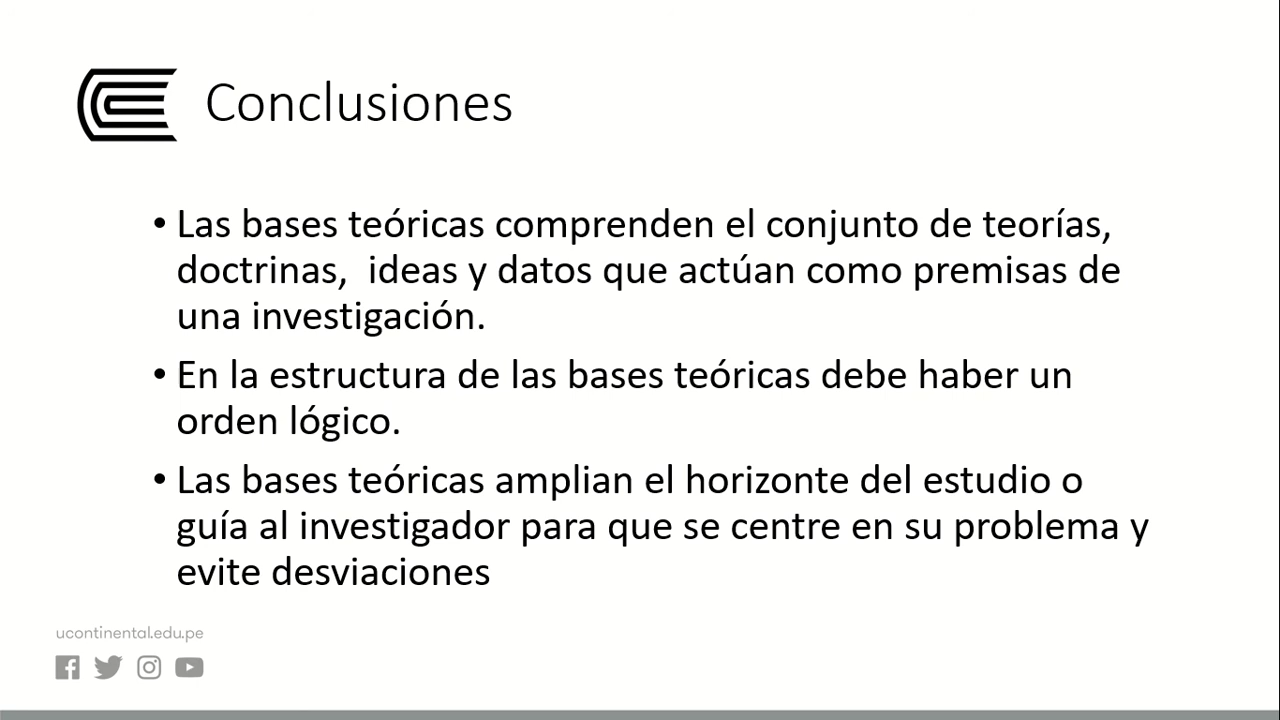 Conclusiones
• Las bases teóricas comprenden el conjunto de teorías,
doctrinas,  ideas y datos que actúan como premisas de
una investigación.
• En la estructura de las bases teóricas debe haber un
orden lógico.
• Las bases teóricas amplian el horizonte del estudio o
guía al investigador para que se centre en su problema y
evite desviaciones
ucontinental.edu.pe